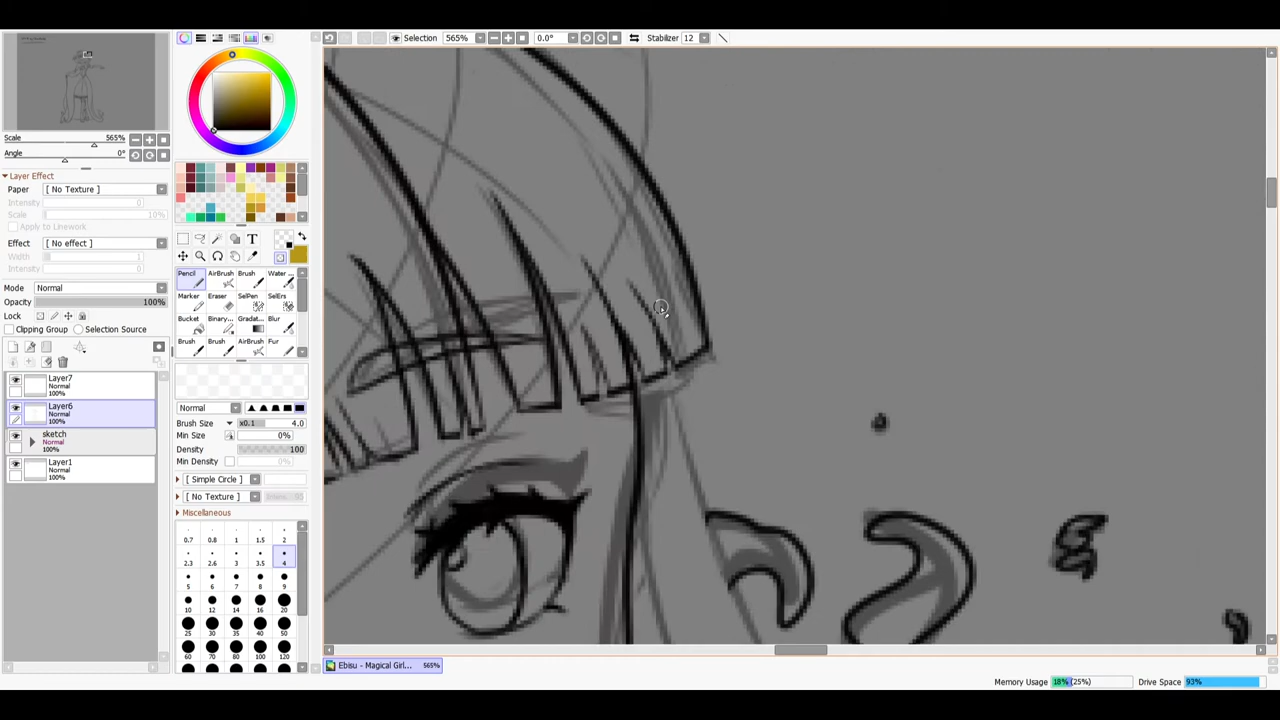 Selection 565% 0.0° Stabilizer 12
Scale 565%
Angle 0°
Layer Effect
Paper [ No Texture ]
Intensity 0
Scale 10%
Apply to Linework
Effect [ No effect ]
Width 1
Intensity 0
Mode Normal
Opacity 100%
Lock
Clipping Group Selection Source
Layer7
Normal
100%
Layer6
Normal
100%
sketch
Normal
100%
Layer1
Normal
100%
T
Pencil AirBrush Brush Water ...
Marker Eraser SelPen SelErs
Bucket Binary... Gradat... Blur
Brush Brush AirBrush Fur
Normal
Brush Size x0.1 4.0
Min Size 0%
Density 100
Min Density 0%
[ Simple Circle ]
[ No Texture ]
Miscellaneous
0.7 0.8 1 1.5 2
2.3 2.6 3 3.5 4
5 6 7 8 9
10 12 14 16 20
25 30 35 40 50
60 70 80 100 120
Ebisu - Magical Girl... 565%
Memory Usage 18% (25%) Drive Space 93%